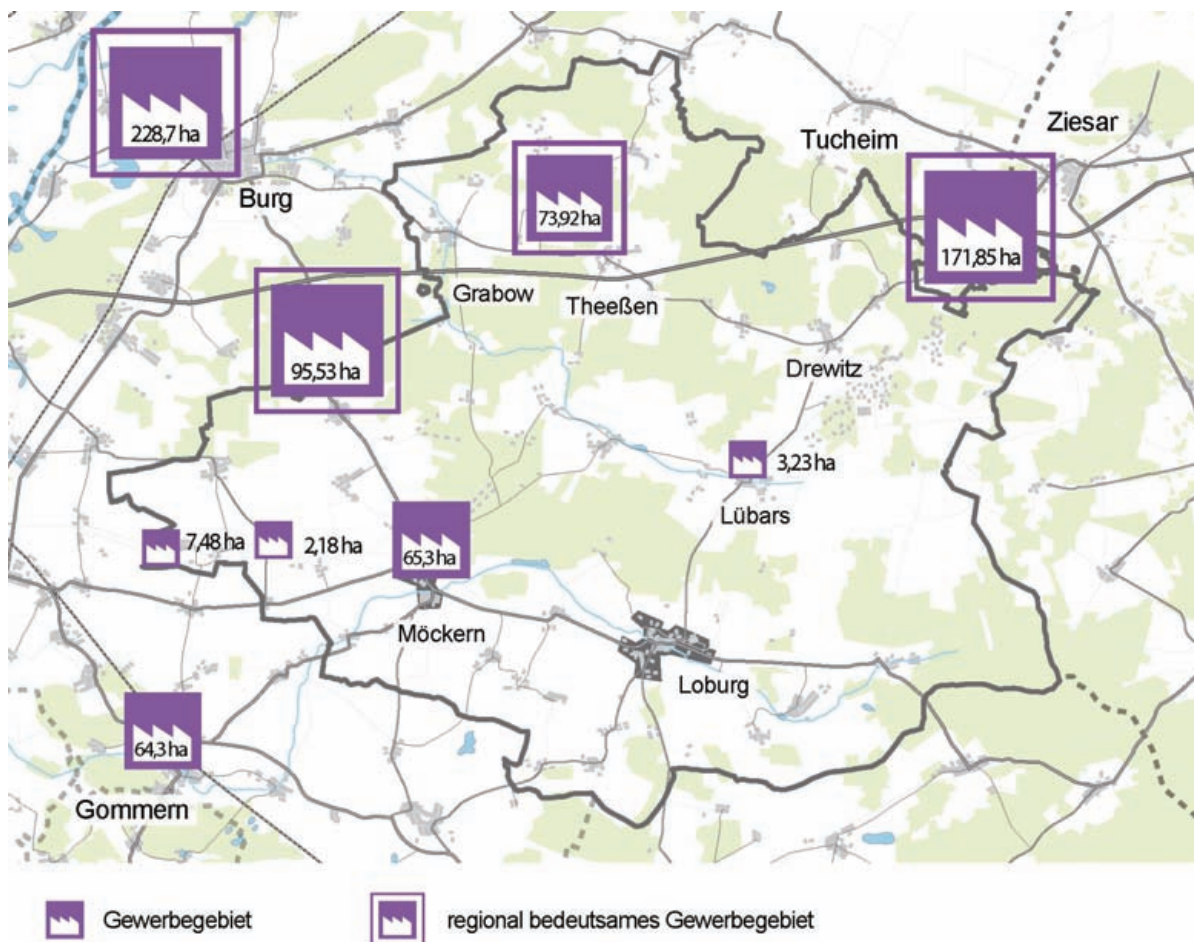 228,7 ha
Burg
73,92 ha
Tucheim
Ziesar
171,85 ha
Grabow
Theeßen
95,53 ha
Drewitz
3,23 ha
Lübars
7,48 ha
2,18 ha
65,3 ha
Möckern
Loburg
64,3 ha
Gommern
Gewerbegebiet
regional bedeutsames Gewerbegebiet